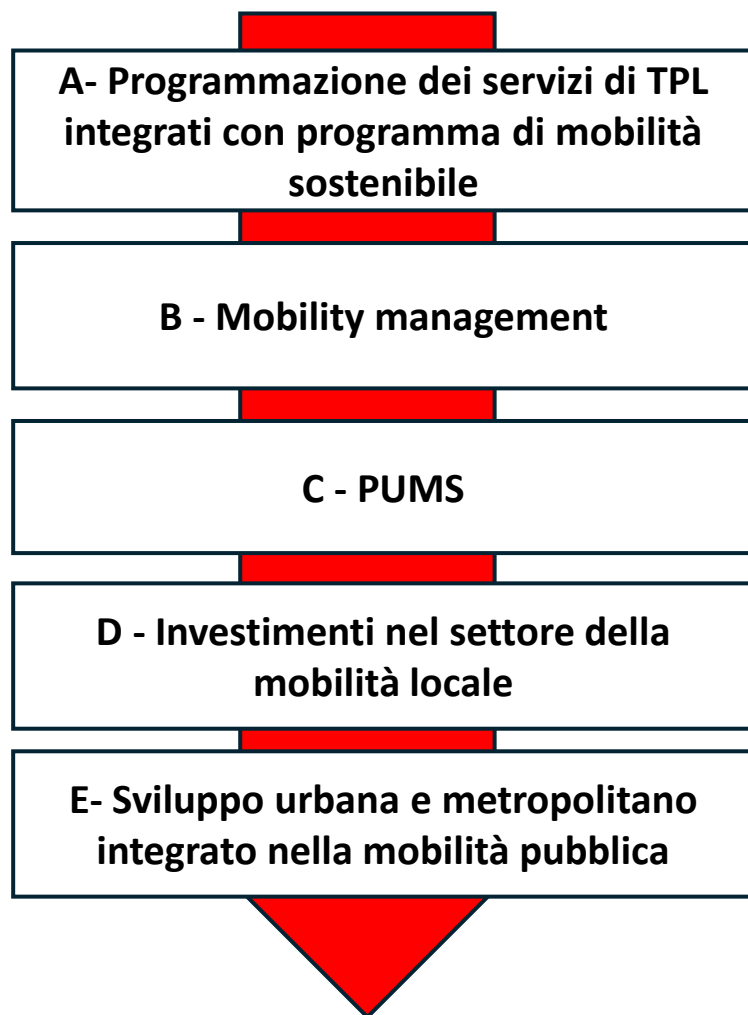 A- Programmazione dei servizi di TPL
integrati con programma di mobilità
sostenibile
B - Mobility management
C - PUMS
D - Investimenti nel settore della
mobilità locale
E- Sviluppo urbana e metropolitano
integrato nella mobilità pubblica